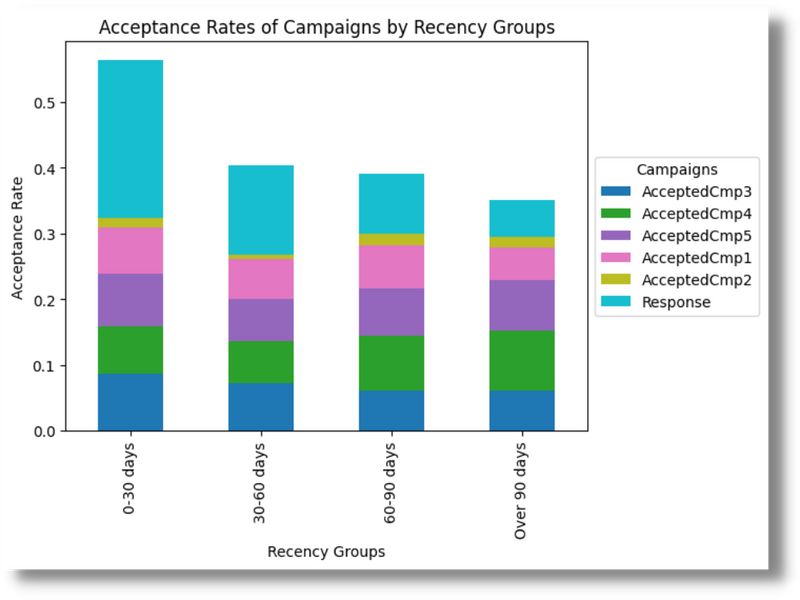 Acceptance Rates of Campaigns by Recency Groups
Acceptance Rate
0.5
0.4
0.3
0.2
0.1
0.0
0-30 days
30-60 days
60-90 days
Over 90 days
Recency Groups
Campaigns
AcceptedCmp3
AcceptedCmp4
AcceptedCmp5
AcceptedCmp1
AcceptedCmp2
Response